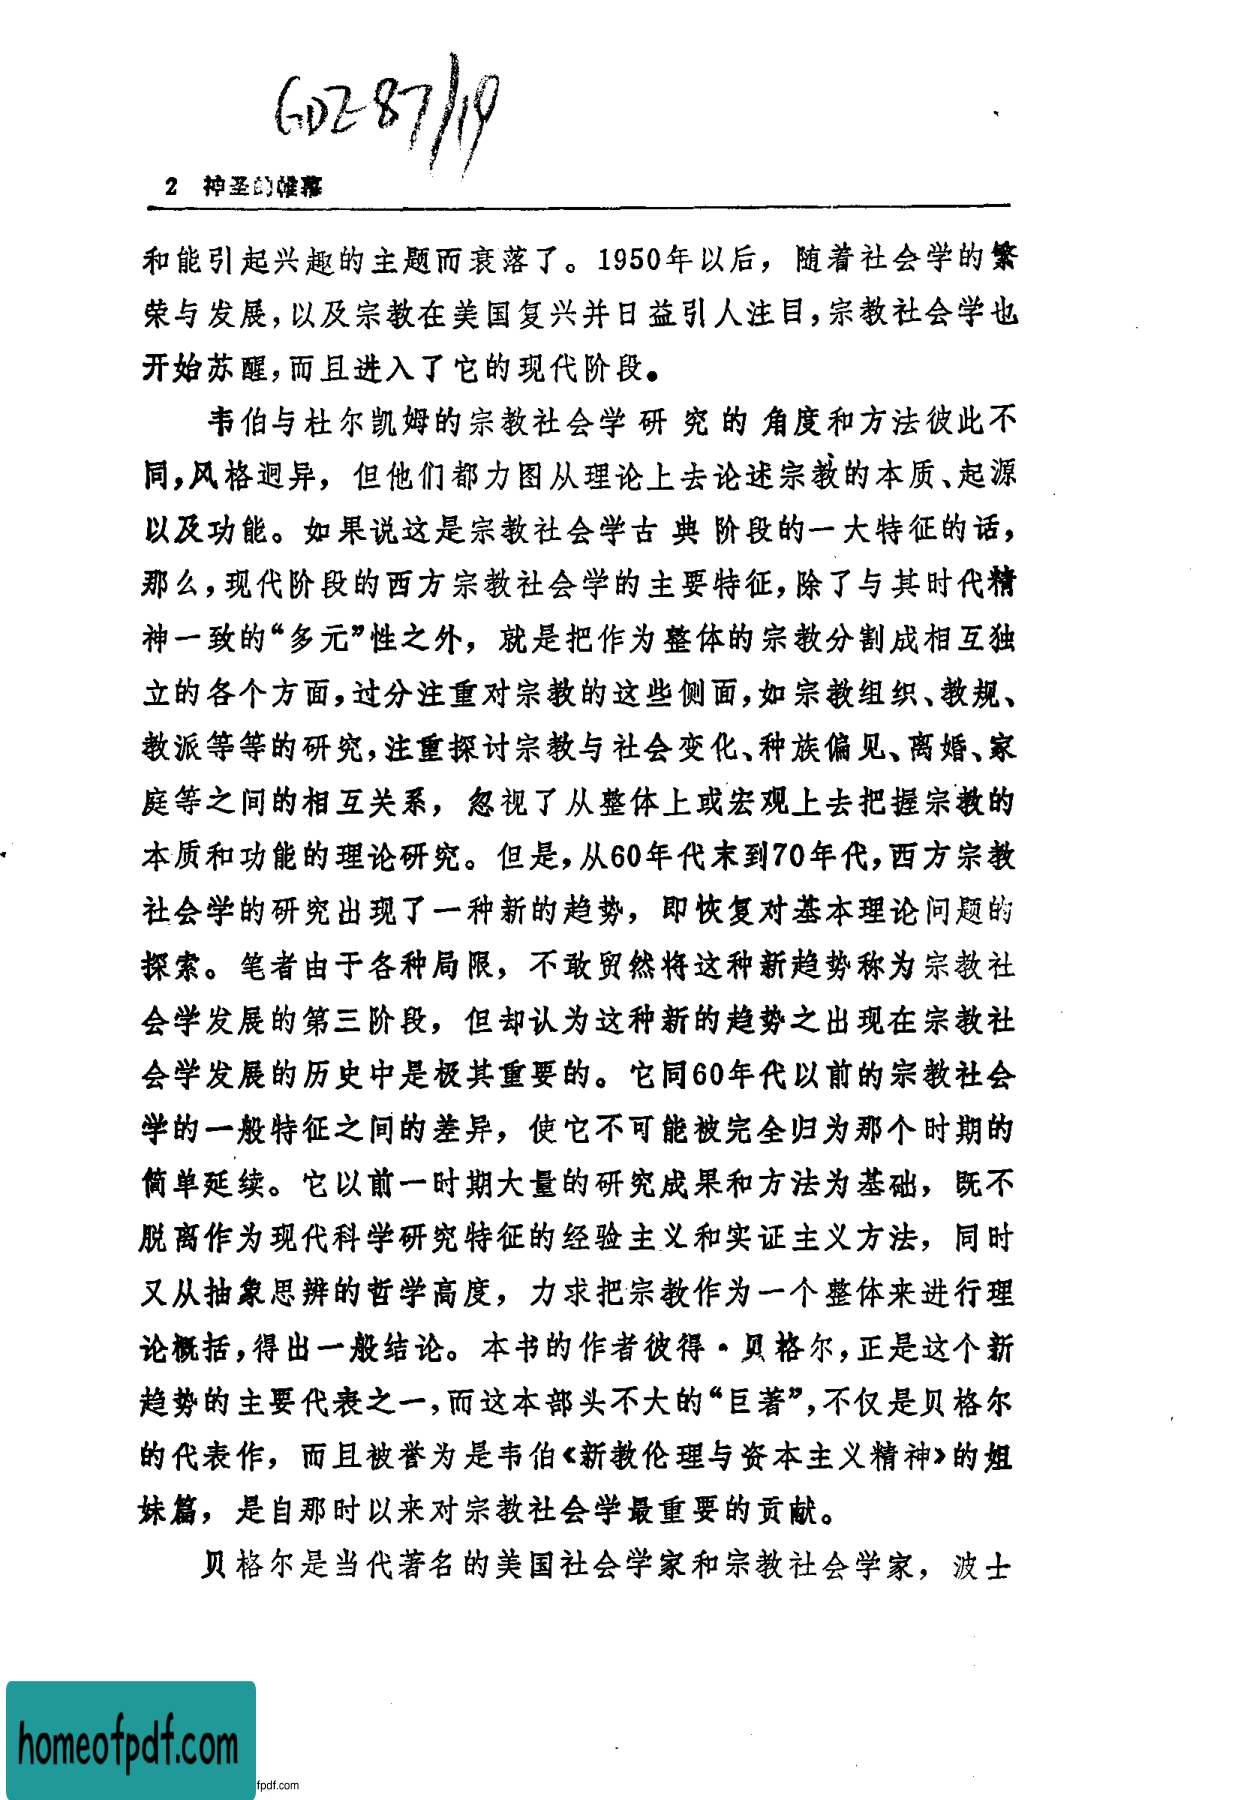 GDZ 87/19
2 神圣的帷幕
和能引起兴趣的主题而衰落了。1950年以后，随着社会学的繁
荣与发展，以及宗教在美国复兴并日益引人注目，宗教社会学也
开始苏醒，而且进入了它的现代阶段。
韦伯与杜尔凯姆的宗教社会学研究的角度和方法彼此不
同，风格迥异，但他们都力图从理论上去论述宗教的本质、起源
以及功能。如果说这是宗教社会学古典阶段的一大特征的话，
那么，现代阶段的西方宗教社会学的主要特征，除了与其时代精
神一致的“多元”性之外，就是把作为整体的宗教分割成相互独
立的各个方面，过分注重对宗教的这些侧面，如宗教组织、教规、
教派等等的研究，注重探讨宗教与社会变化、种族偏见、离婚、家
庭等之间的相互关系，忽视了从整体上或宏观上去把握宗教的
本质和功能的理论研究。但是，从60年代末到70年代，西方宗教
社会学的研究出现了一种新的趋势，即恢复对基本理论问题的
探索。笔者由于各种局限，不敢贸然将这种新趋势称为宗教社
会学发展的第三阶段，但却认为这种新的趋势之出现在宗教社
会学发展的历史中是极其重要的。它同60年代以前的宗教社会
学的一般特征之间的差异，使它不可能被完全归为那个时期的
简单延续。它以前一时期大量的研究成果和方法为基础，既不
脱离作为现代科学研究特征的经验主义和实证主义方法，同时
又从抽象思辨的哲学高度，力求把宗教作为一个整体来进行理
论概括，得出一般结论。本书的作者彼得·贝格尔，正是这个新
趋势的主要代表之一，而这本部头不大的“巨著”，不仅是贝格尔
的代表作，而且被誉为是韦伯《新教伦理与资本主义精神》的姐
妹篇，是自那时以来对宗教社会学最重要的贡献。
贝格尔是当代著名的美国社会学家和宗教社会学家，波士
homeofpdf.com
fpdf.com